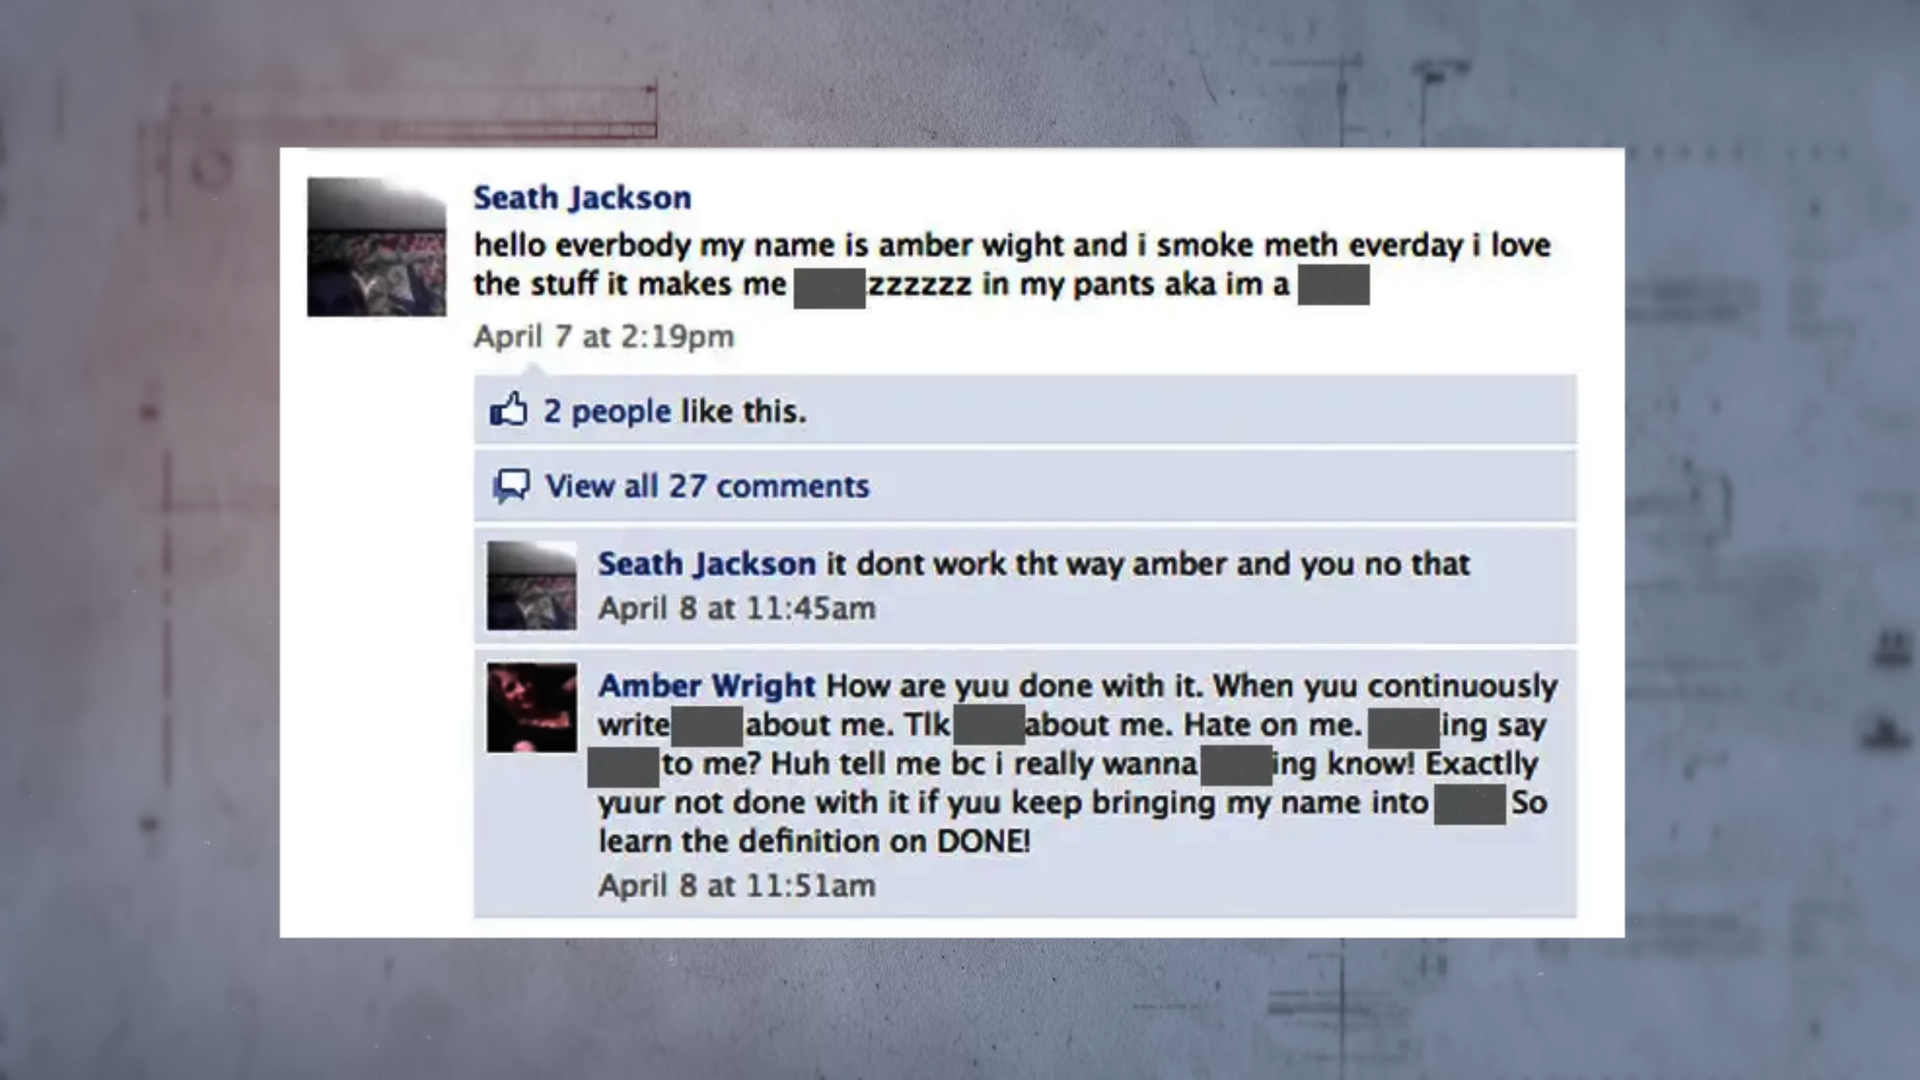 Seath Jackson
hello everbody my name is amber wight and i smoke meth everday i love
the stuff it makes me zzzzzz in my pants aka im a
April 7 at 2:19pm
2 people like this.
View all 27 comments
Seath Jackson it dont work tht way amber and you no that
April 8 at 11:45am
Amber Wright How are yuu done with it. When yuu continuously
write about me. Tlk about me. Hate on me. ing say
to me? Huh tell me bc i really wanna ing know! Exactlly
yuur not done with it if yuu keep bringing my name into So
learn the definition on DONE!
April 8 at 11:51am